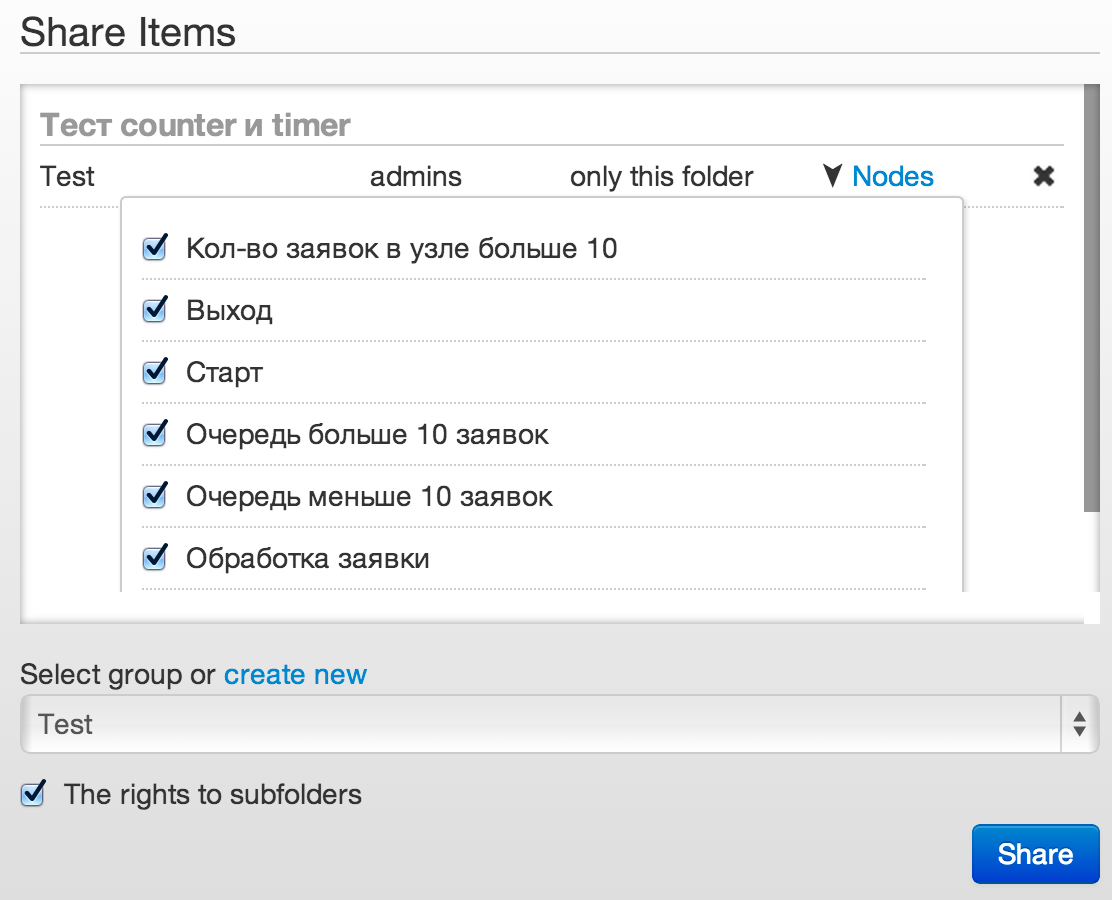 Share Items
Тест counter и timer
Test admins only this folder Nodes
Кол-во заявок в узле больше 10
Выход
Старт
Очередь больше 10 заявок
Очередь меньше 10 заявок
Обработка заявки
Select group or create new
Test
The rights to subfolders
Share